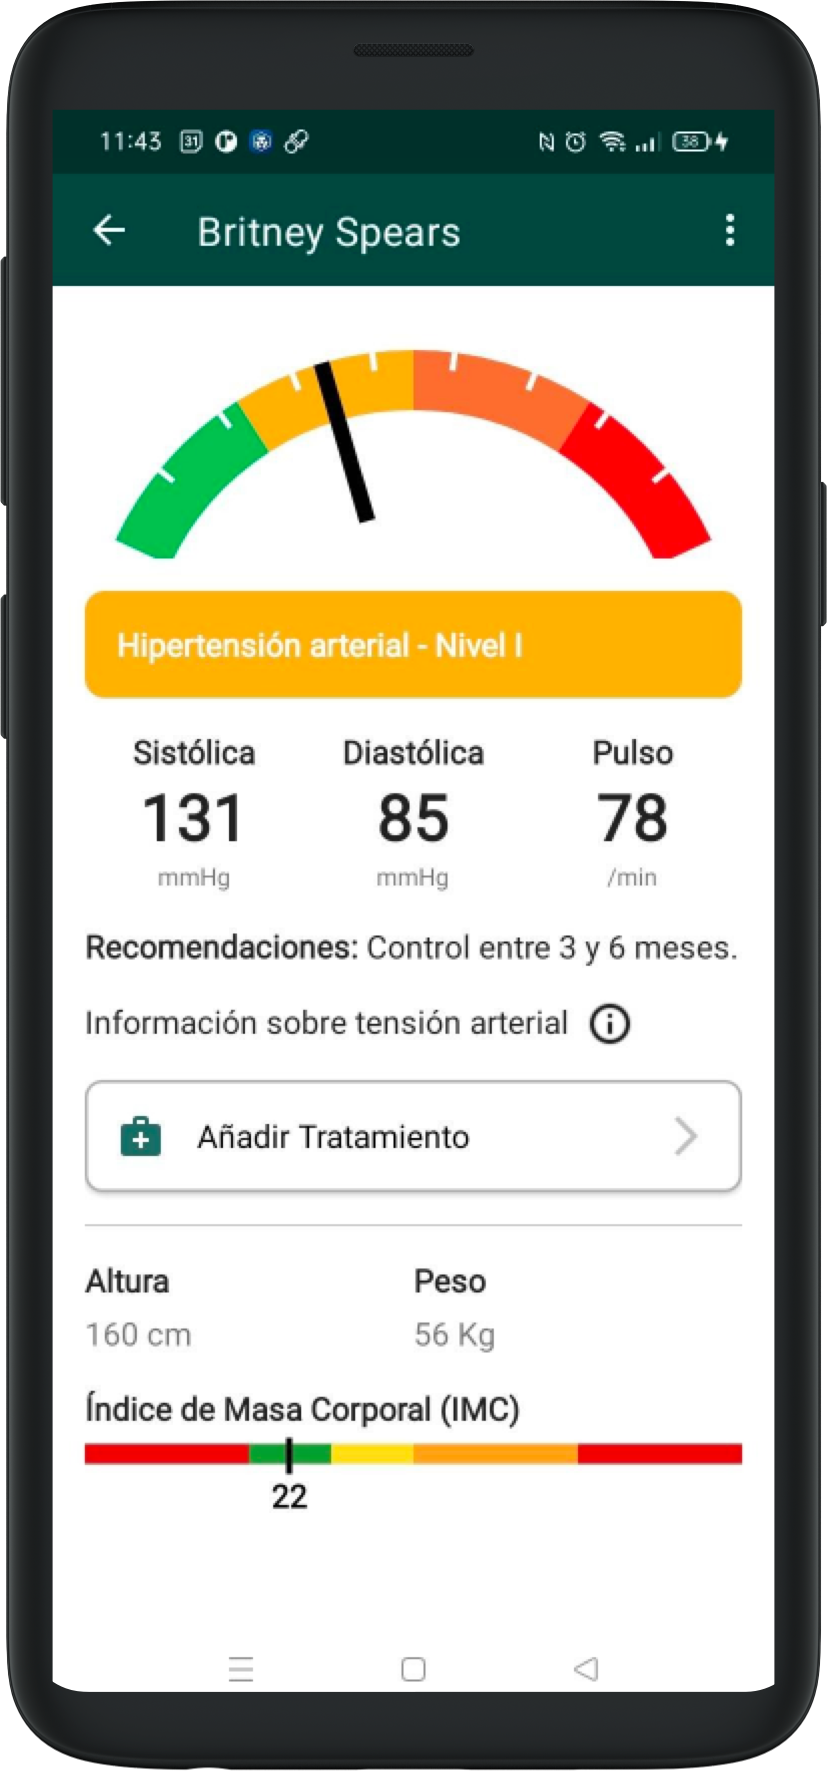 11:43 31 38
Britney Spears
Hipertensión arterial - Nivel I
Sistólica Diastólica Pulso
131 85 78
mmHg mmHg /min
Recomendaciones: Control entre 3 y 6 meses.
Información sobre tensión arterial
Añadir Tratamiento
Altura Peso
160 cm 56 Kg
Índice de Masa Corporal (IMC)
22